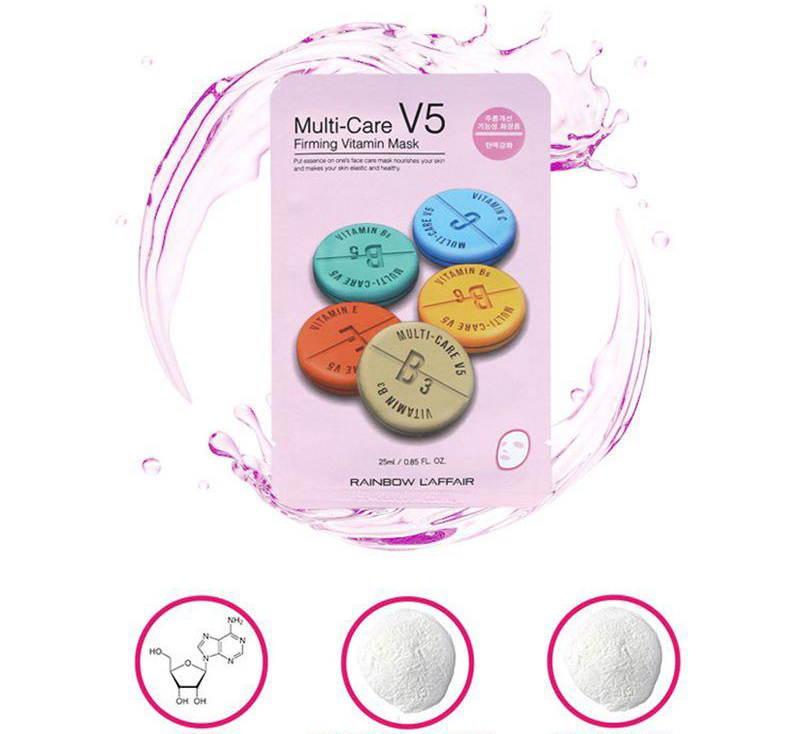 Multi-Care V5
Firming Vitamin Mask
Put essence on one's face care mask nourishes your skin
and makes your skin elastic and healthy.
주름개선
기능성 화장품
탄력강화
VITAMIN C
C
MULTI-CARE V5
VITAMIN B5
B5
MULTI-CARE V5
VITAMIN B6
B6
MULTI-CARE V5
VITAMIN E
E
V5
MULTI-CARE V5
B3
VITAMIN B3
25ml / 0.85 FL. OZ.
RAINBOW L'AFFAIR
NH2
N
N
HO
O
N
N
OH
OH